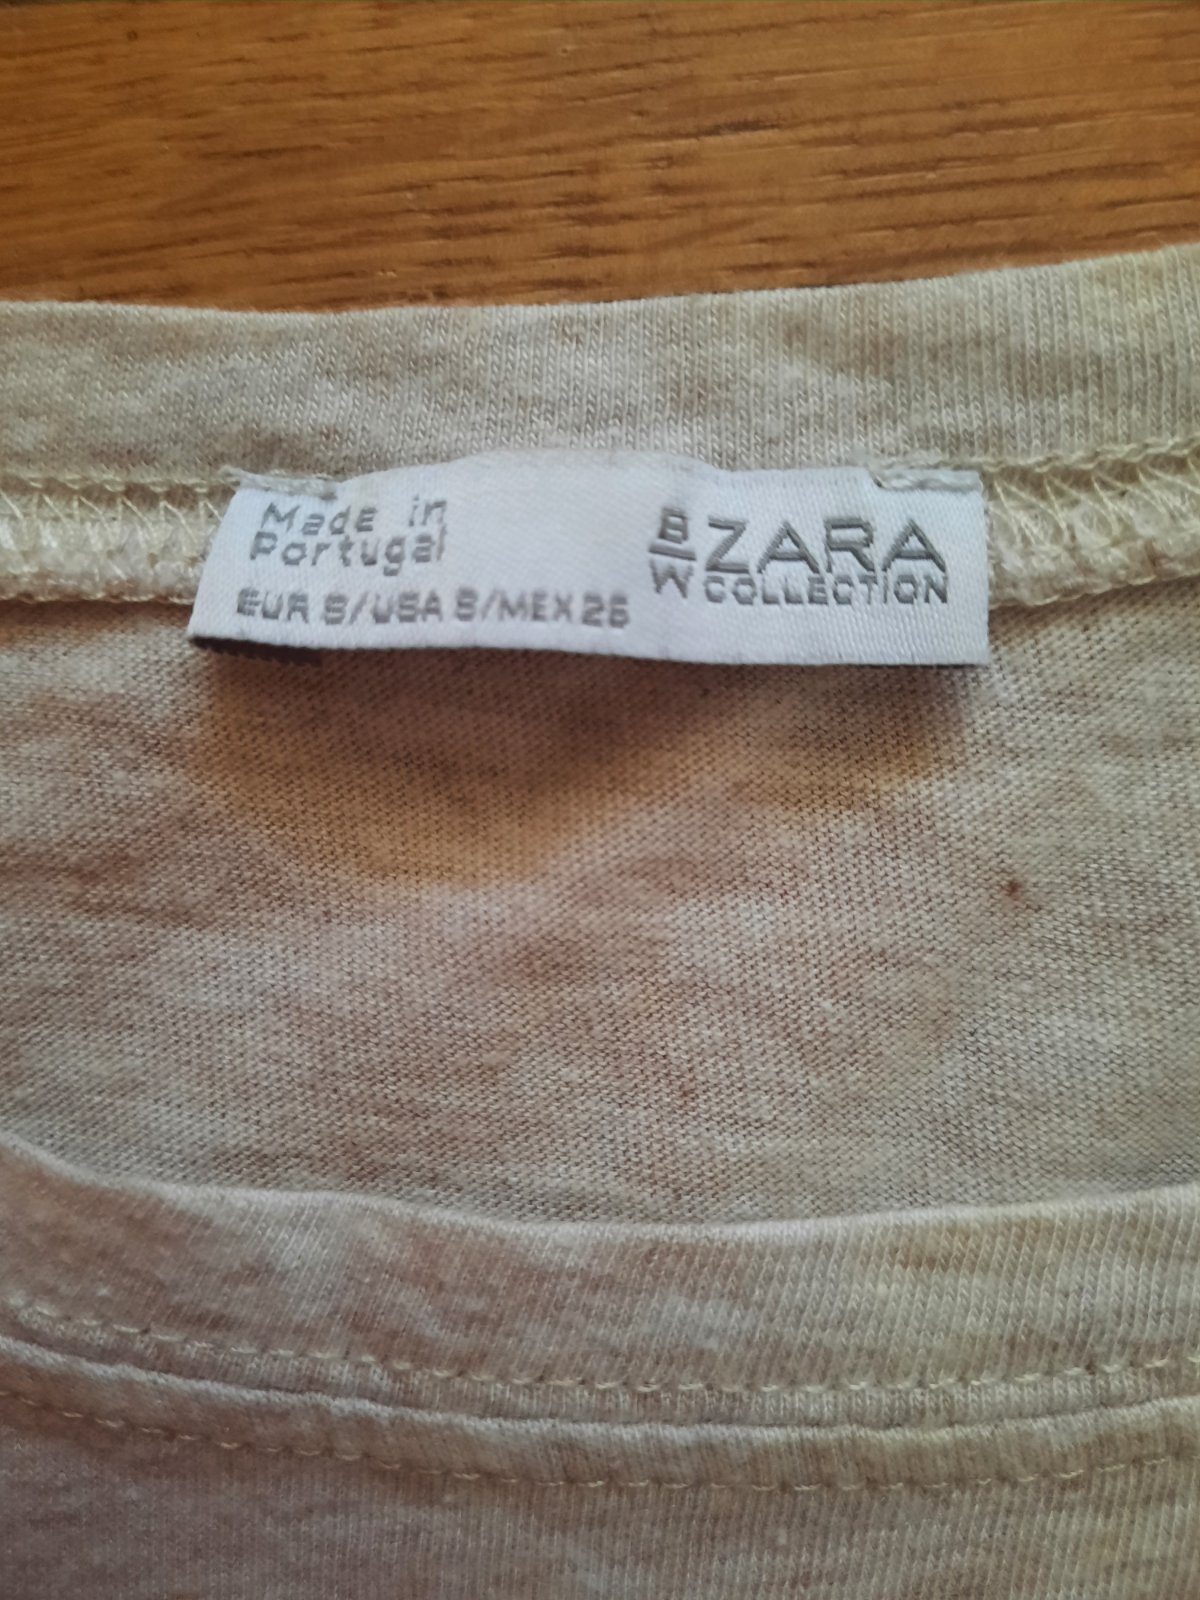 Made in
Portugal
EUR S/USA S/MEX 26
B/W ZARA
COLLECTION